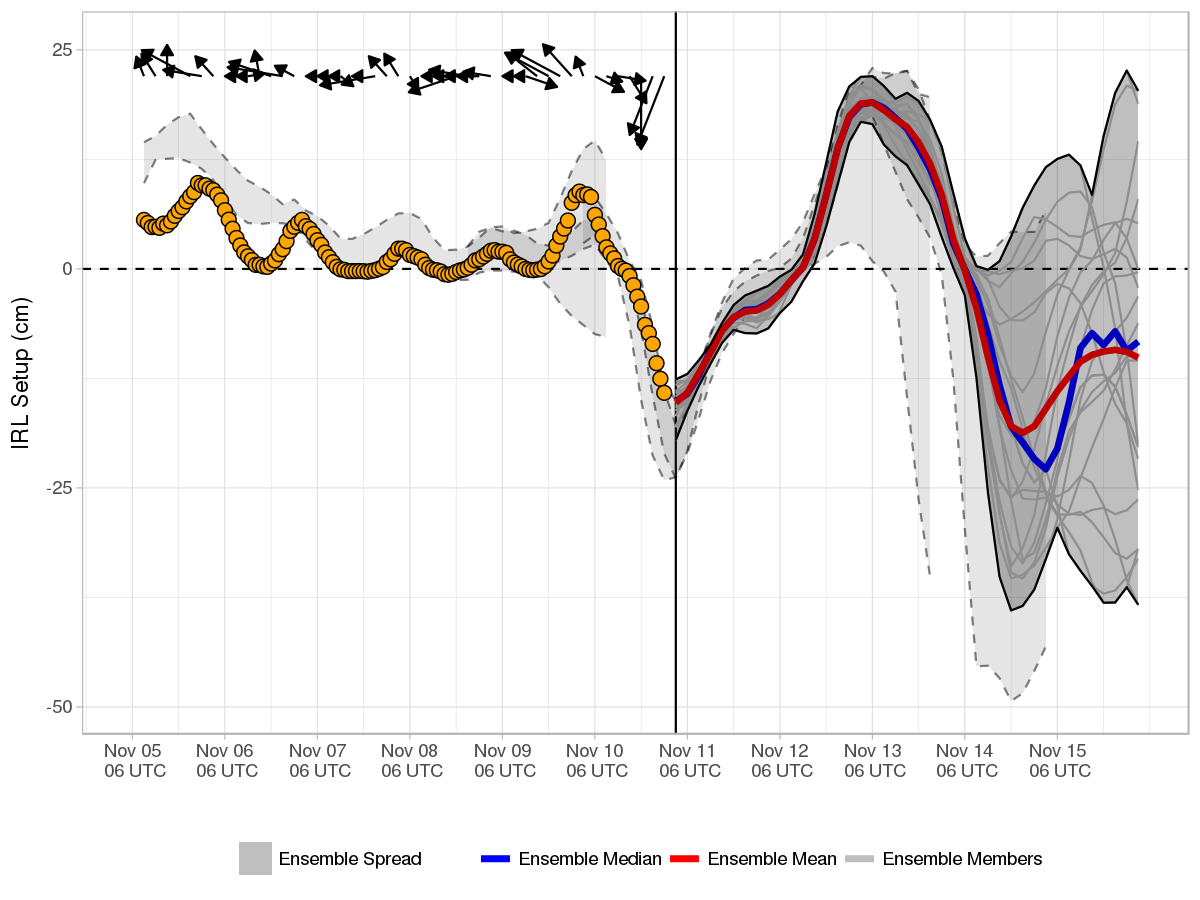 IRL Setup (cm)
25
0
-25
-50
Nov 05 Nov 06 Nov 07 Nov 08 Nov 09 Nov 10 Nov 11 Nov 12 Nov 13 Nov 14 Nov 15
06 UTC 06 UTC 06 UTC 06 UTC 06 UTC 06 UTC 06 UTC 06 UTC 06 UTC 06 UTC 06 UTC
Ensemble Spread Ensemble Median Ensemble Mean Ensemble Members